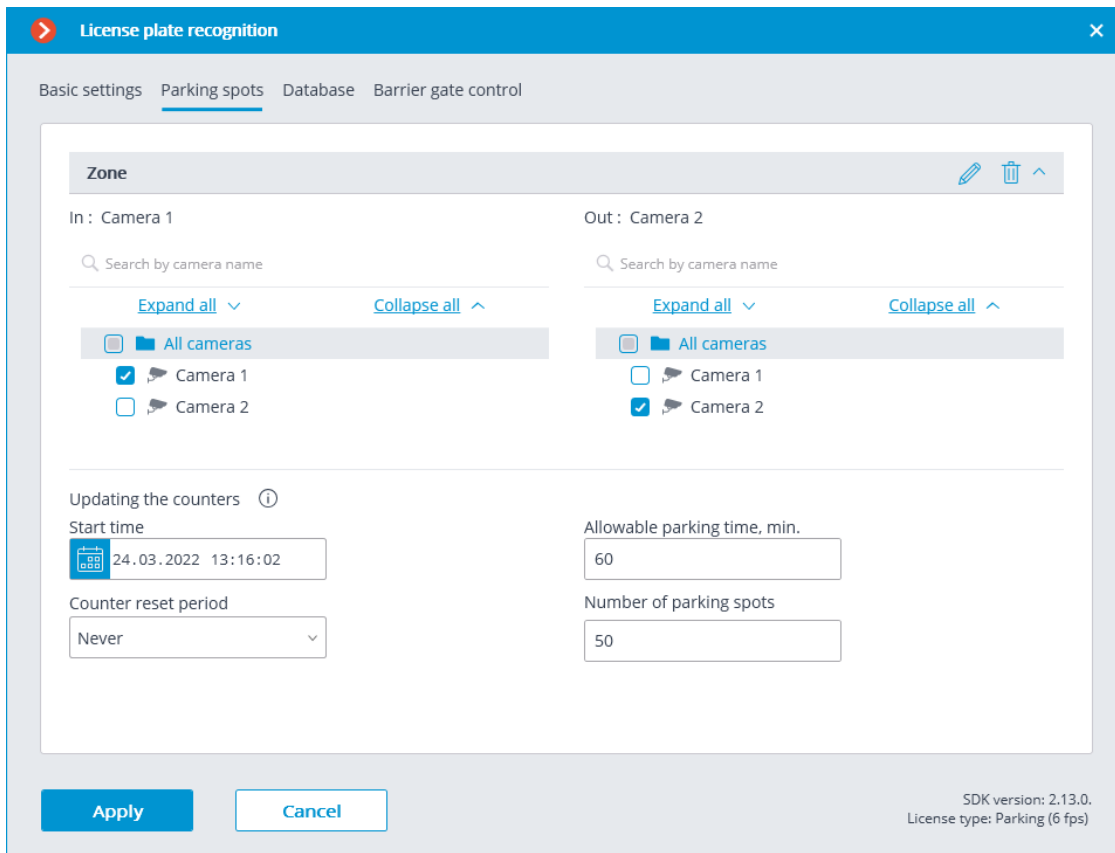 License plate recognition
Basic settings Parking spots Database Barrier gate control
Zone
In : Camera 1
Out : Camera 2
Search by camera name
Search by camera name
Expand all Collapse all
Expand all Collapse all
All cameras
All cameras
Camera 1
Camera 1
Camera 2
Camera 2
Updating the counters
Start time
24.03.2022 13:16:02
Allowable parking time, min.
60
Counter reset period
Never
Number of parking spots
50
Apply
Cancel
SDK version: 2.13.0.
License type: Parking (6 fps)